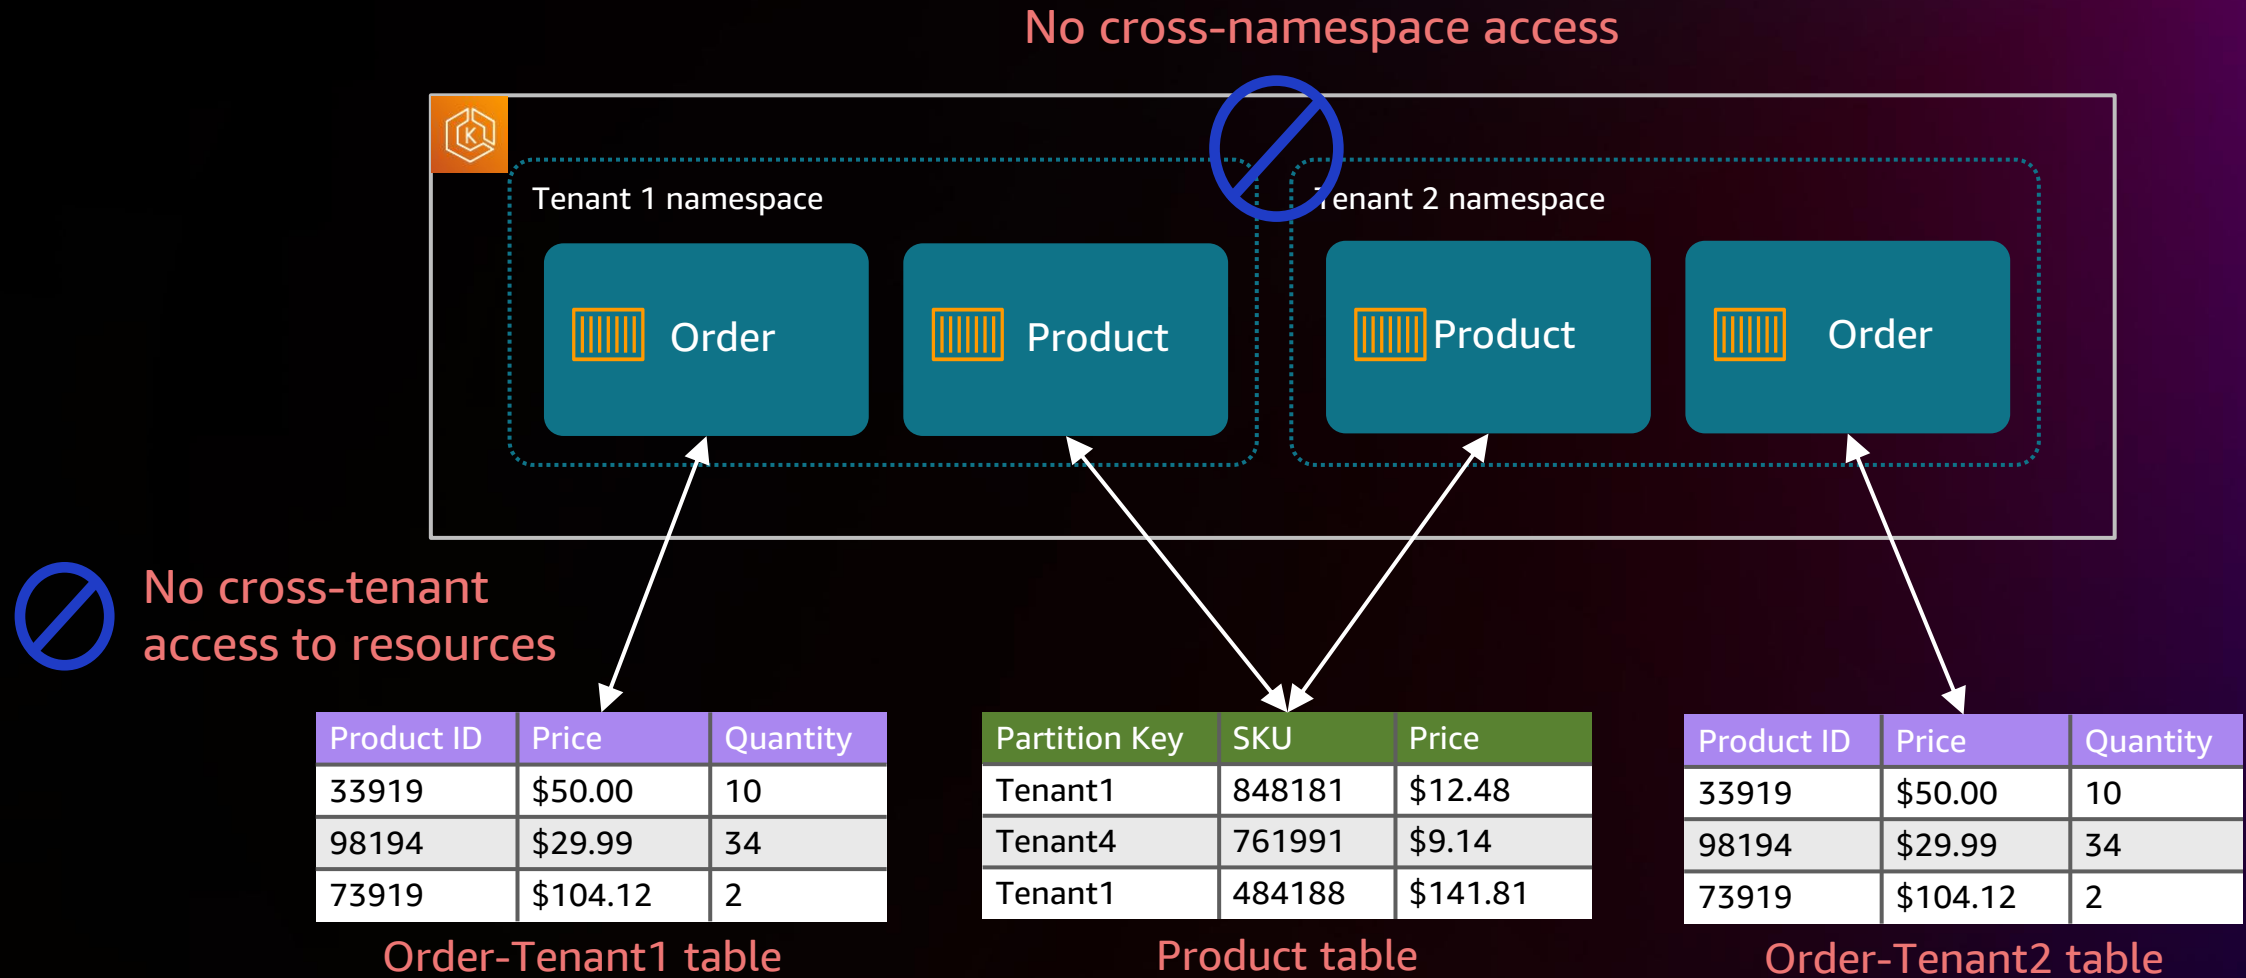 No cross-namespace access
K
Tenant 1 namespace
Tenant 2 namespace
Order
Product
Product
Order
No cross-tenant
access to resources
Product ID Price Quantity
33919 $50.00 10
98194 $29.99 34
73919 $104.12 2
Order-Tenant1 table
Partition Key SKU Price
Tenant1 848181 $12.48
Tenant4 761991 $9.14
Tenant1 484188 $141.81
Product table
Product ID Price Quantity
33919 $50.00 10
98194 $29.99 34
73919 $104.12 2
Order-Tenant2 table